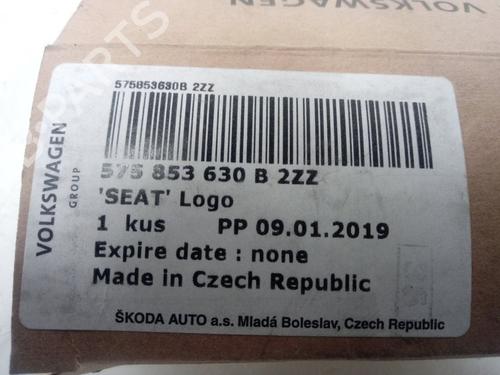 VOLKSWAGEN
VOLKSWAGEN
GROUP
575853630B 2ZZ
575 853 630 B 2ZZ
'SEAT' Logo
1 kus PP 09.01.2019
Expire date : none
Made in Czech Republic
ŠKODA AUTO a.s. Mladá Boleslav, Czech Republic